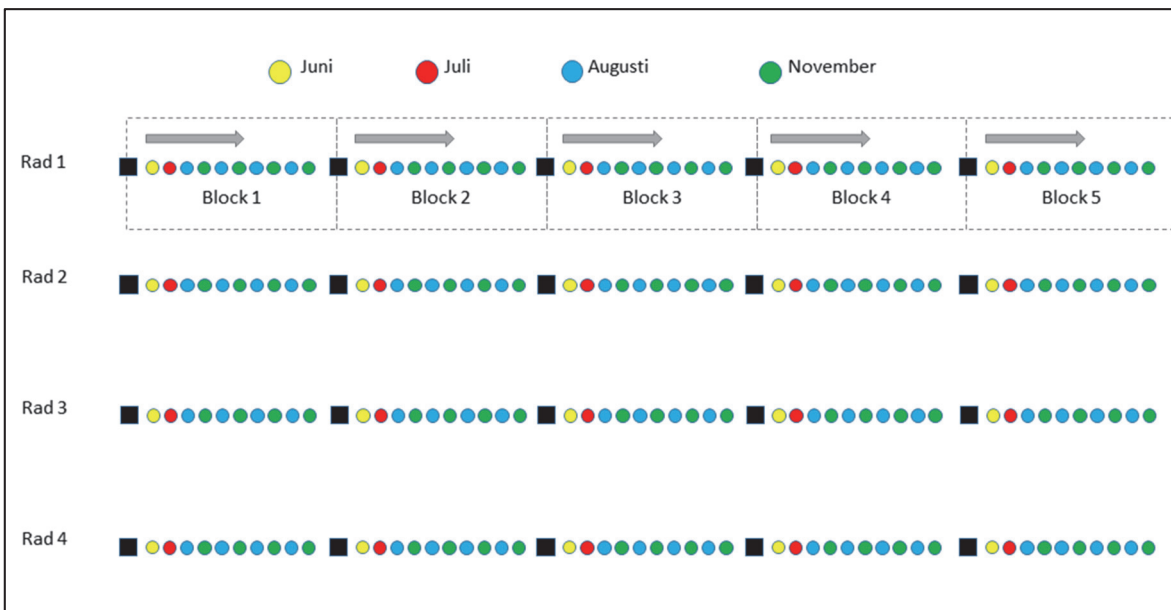 Juni Juli Augusti November
Rad 1
Block 1 Block 2 Block 3 Block 4 Block 5
Rad 2
Rad 3
Rad 4